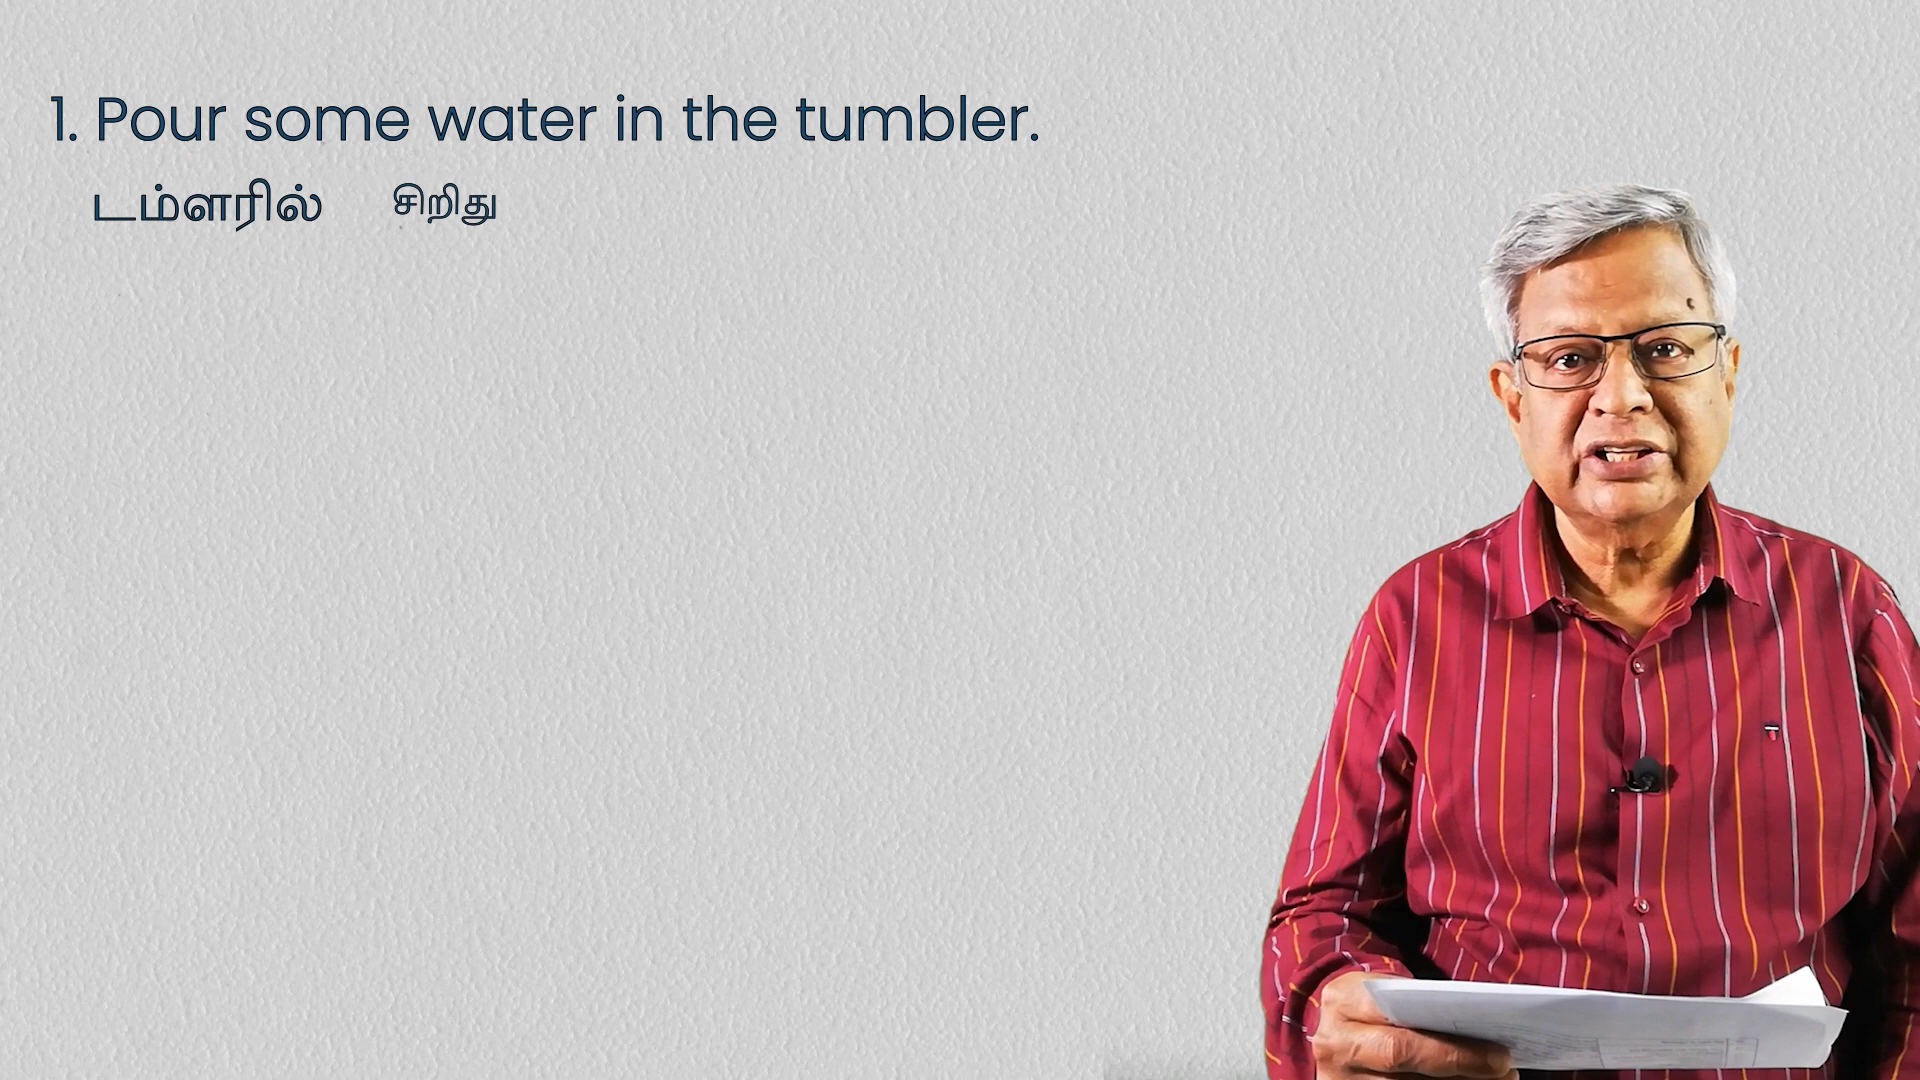 1. Pour some water in the tumbler.
டம்ளரில் சிறிது